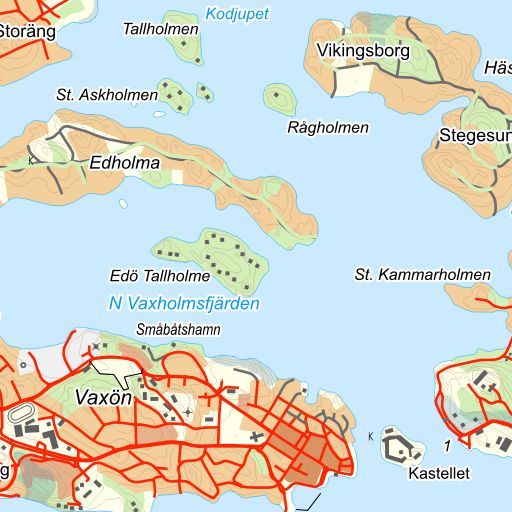 Kodjupet
Tallholmen
Storäng
Vikingsborg
Häs
St. Askholmen
Rågholmen
Stegesun
K
Edholma
Edö Tallholme
St. Kammarholmen
N Vaxholmsfjärden
Småbåtshamn
Vaxön
K
1
Kastellet
g